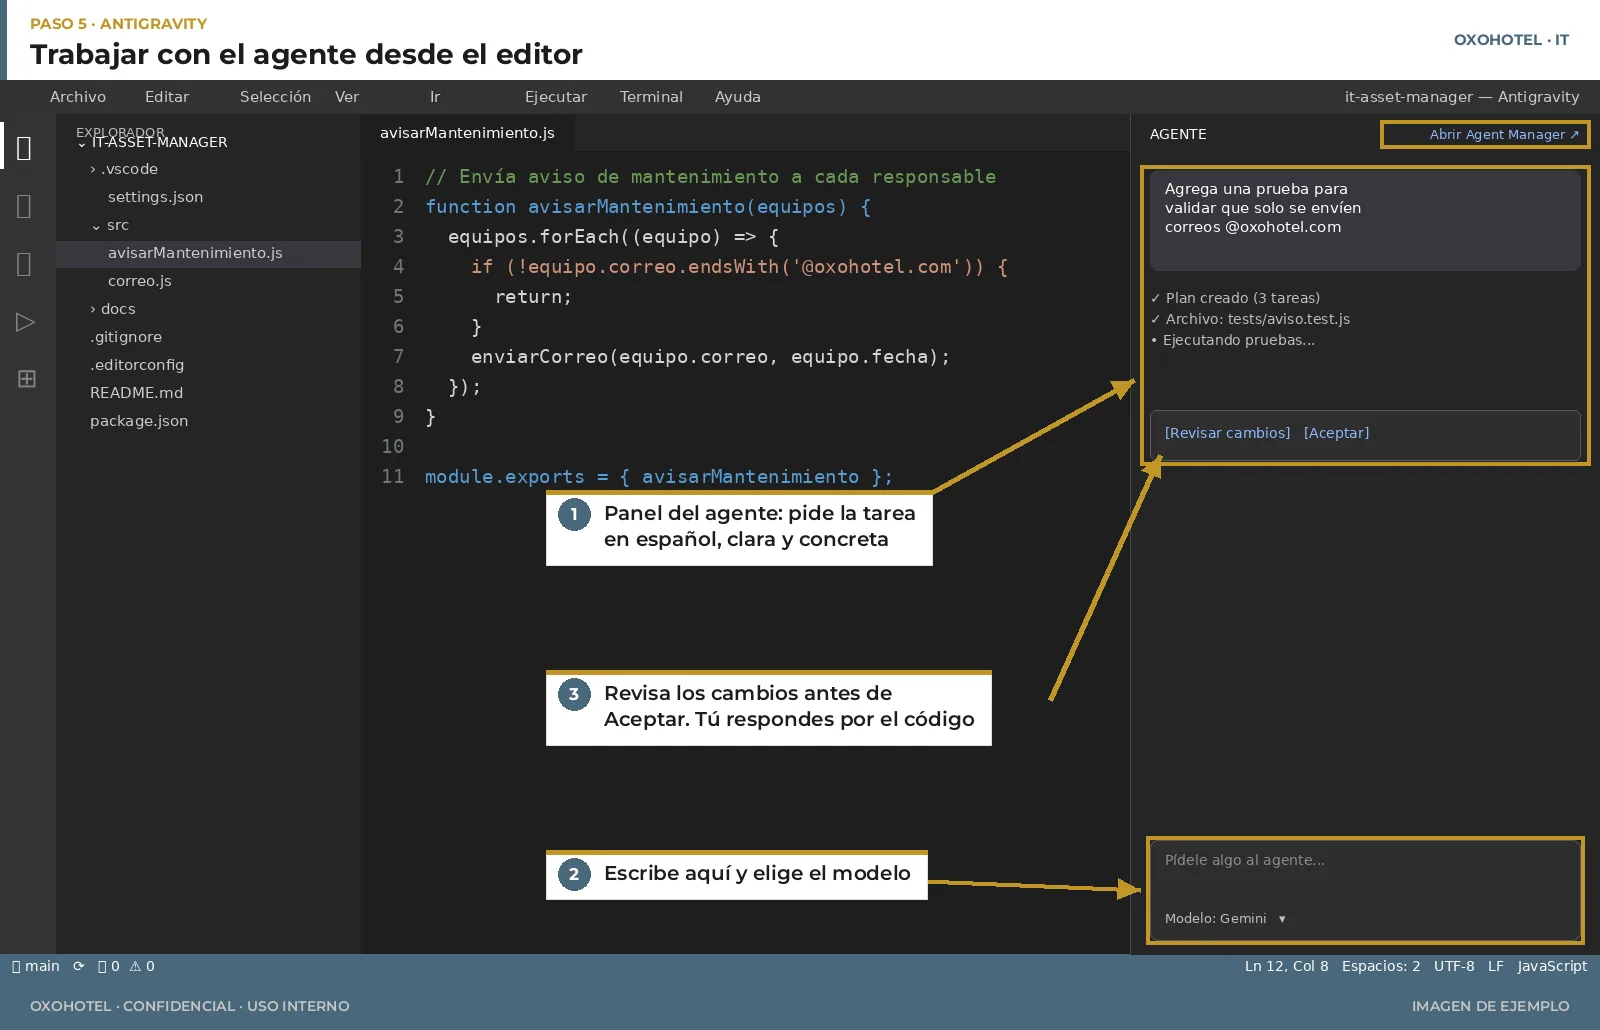 PASO 5 · ANTIGRAVITY
Trabajar con el agente desde el editor
OXOHOTEL · IT
Archivo Editar Selección Ver Ir Ejecutar Terminal Ayuda
it-asset-manager — Antigravity
EXPLORADOR
⌄ IT-ASSET-MANAGER
› .vscode
settings.json
⌄ src
avisarMantenimiento.js
correo.js
› docs
.gitignore
.editorconfig
README.md
package.json
avisarMantenimiento.js
1 // Envía aviso de mantenimiento a cada responsable
2 function avisarMantenimiento(equipos) {
3   equipos.forEach((equipo) => {
4     if (!equipo.correo.endsWith('@oxohotel.com')) {
5       return;
6     }
7     enviarCorreo(equipo.correo, equipo.fecha);
8   });
9 }
10
11 module.exports = { avisarMantenimiento };
1 Panel del agente: pide la tarea
en español, clara y concreta
3 Revisa los cambios antes de
Aceptar. Tú respondes por el código
2 Escribe aquí y elige el modelo
AGENTE
Abrir Agent Manager ↗
Agrega una prueba para
validar que solo se envíen
correos @oxohotel.com
✓ Plan creado (3 tareas)
✓ Archivo: tests/aviso.test.js
• Ejecutando pruebas...
[Revisar cambios] [Aceptar]
Pídele algo al agente...
Modelo: Gemini ▾
main ⟳ 0 ⚠ 0
Ln 12, Col 8 Espacios: 2 UTF-8 LF JavaScript
OXOHOTEL · CONFIDENCIAL · USO INTERNO
IMAGEN DE EJEMPLO